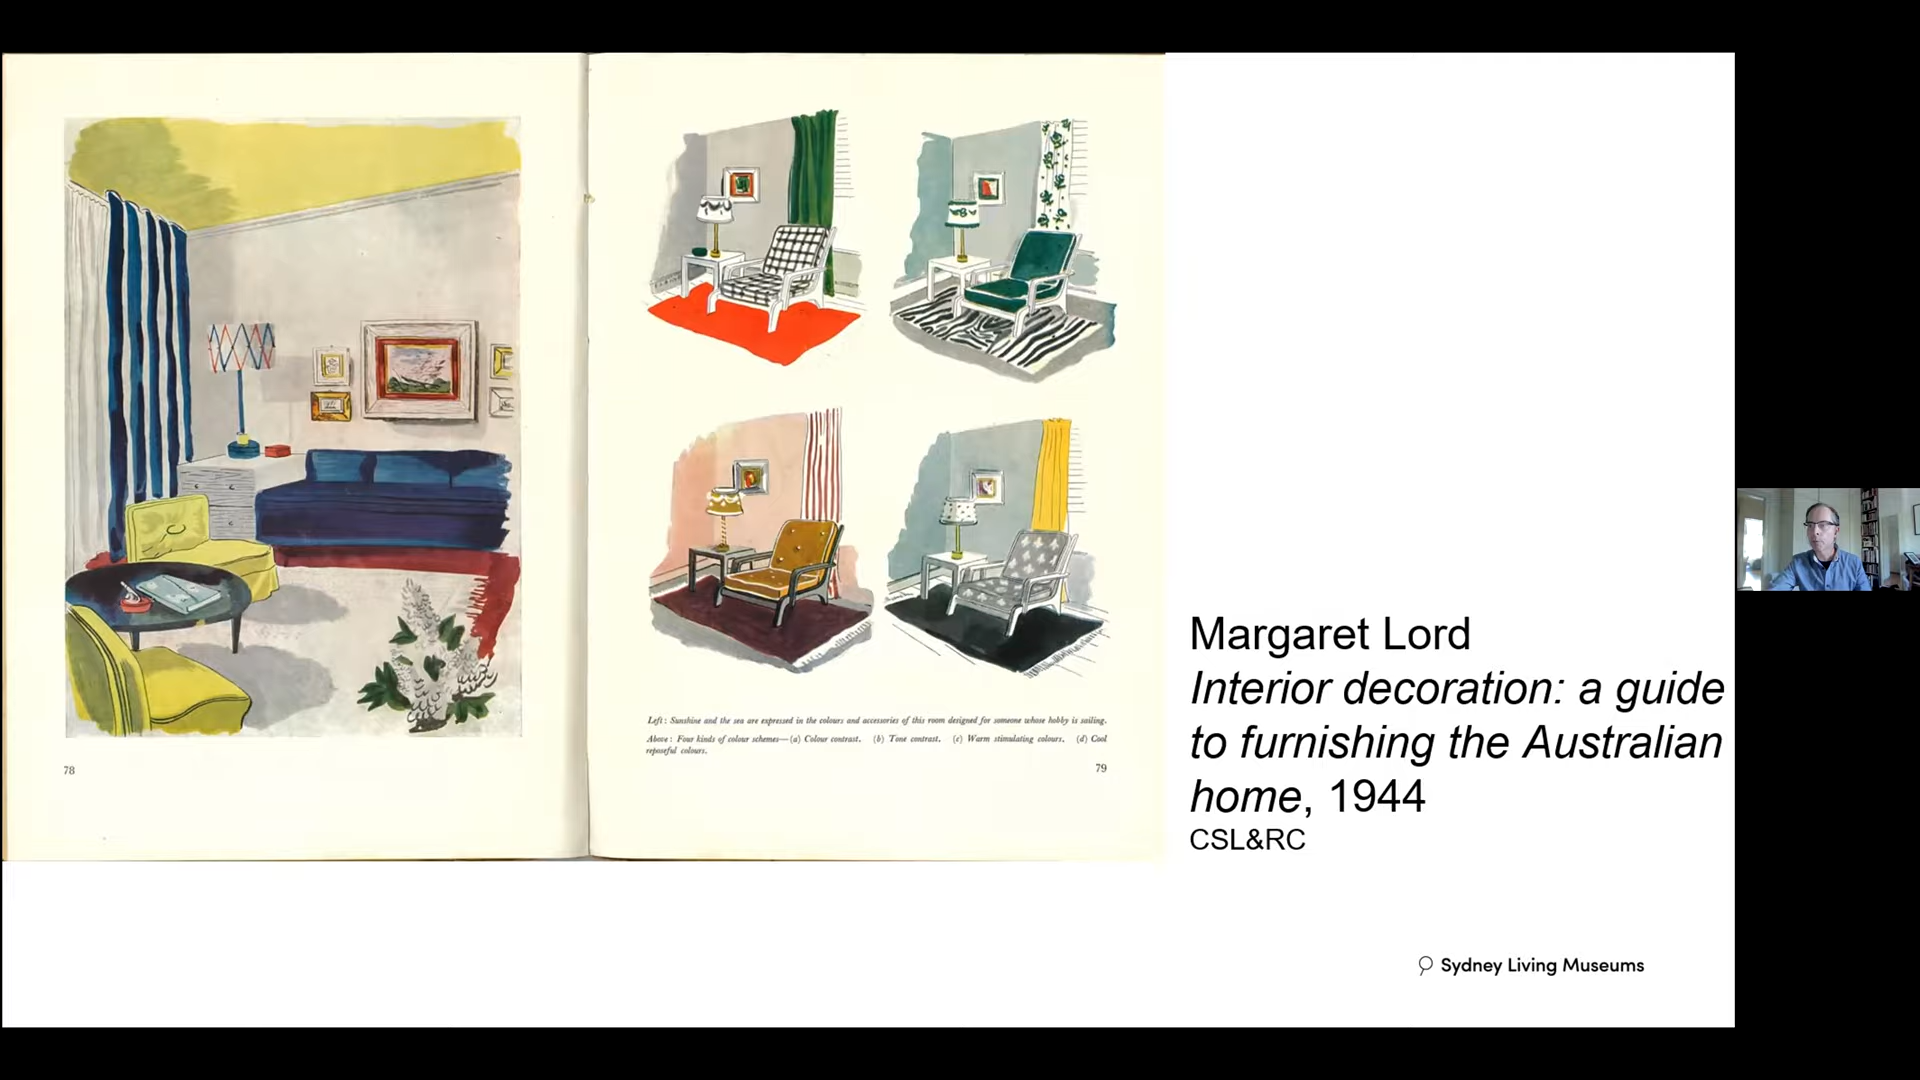 Left: Sunshine and the sea are expressed in the colours and accessories of this room designed for someone whose hobby is sailing.
Above: Four kinds of colour schemes—(a) Colour contrast. (b) Tone contrast. (c) Warm stimulating colours. (d) Cool
reposeful colours.
78
79
Margaret Lord
Interior decoration: a guide
to furnishing the Australian
home, 1944
CSL&RC
Sydney Living Museums